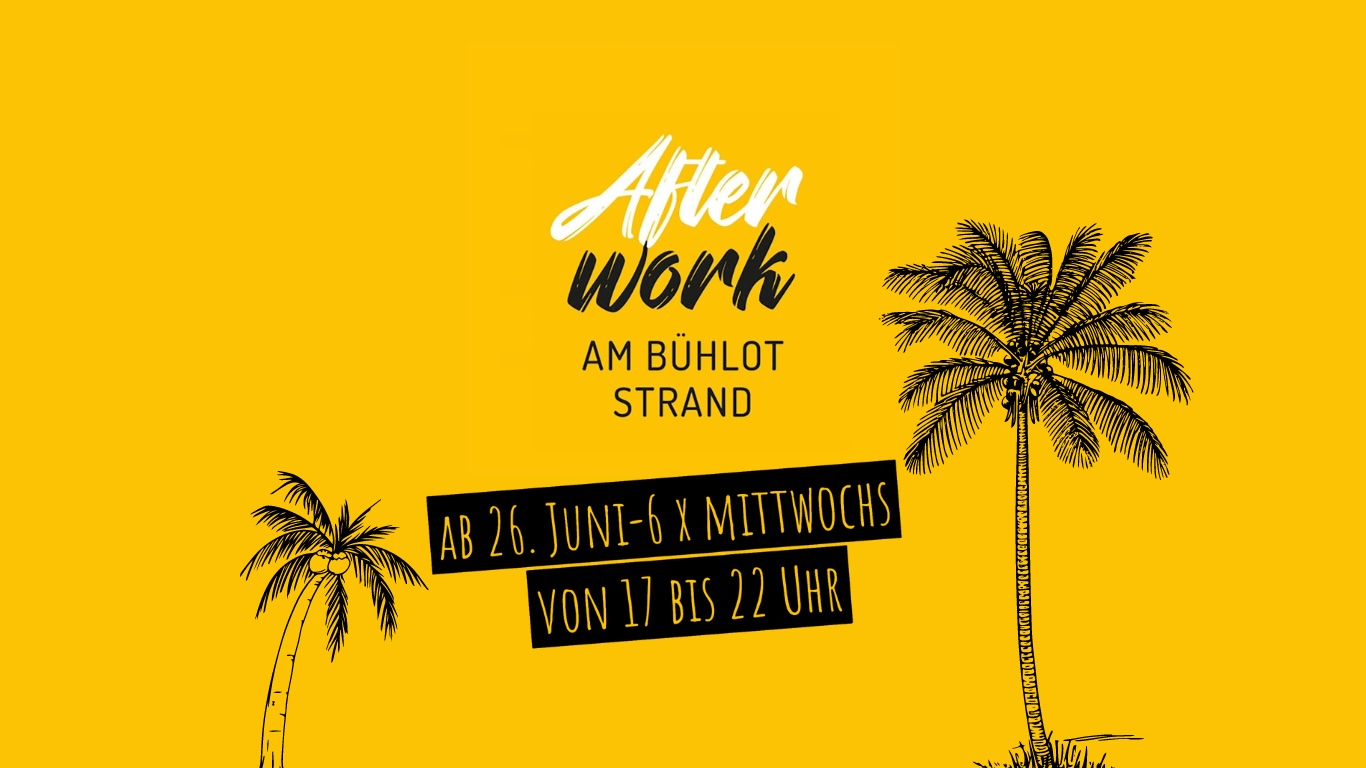 After
work
AM BÜHLOT
STRAND
AB 26. JUNI-6 X MITTWOCHS
VON 17 BIS 22 UHR